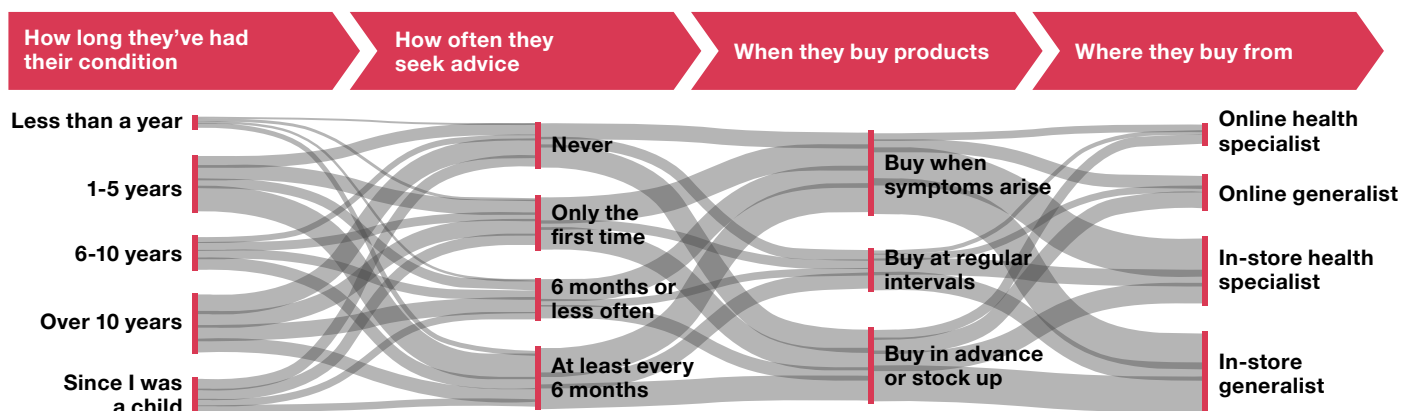 How long they've had
their condition
How often they
seek advice
When they buy products
Where they buy from
Less than a year
1-5 years
6-10 years
Over 10 years
Since I was
a child
Never
Only the
first time
6 months or
less often
At least every
6 months
Buy when
symptoms arise
Buy at regular
intervals
Buy in advance
or stock up
Online health
specialist
Online generalist
In-store health
specialist
In-store
generalist